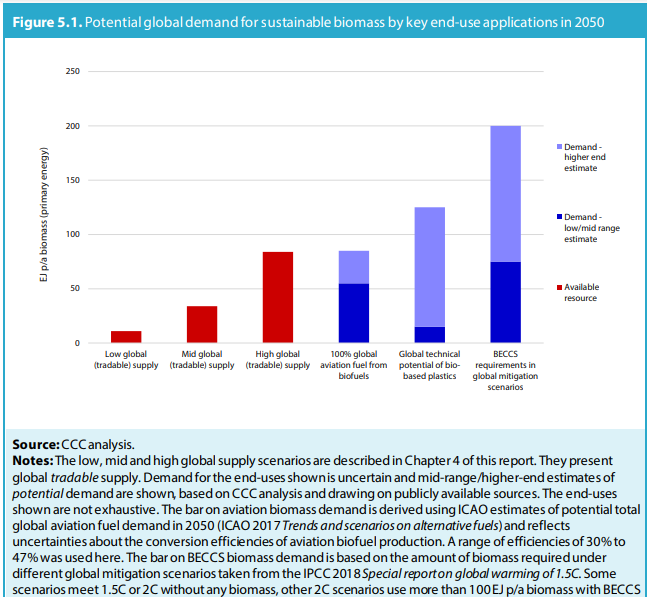 Figure 5.1. Potential global demand for sustainable biomass by key end-use applications in 2050
250
200
150
100
50
0
EJ p/a biomass (primary energy)
Low global
(tradable) supply
Mid global
(tradable) supply
High global
(tradable) supply
100% global
aviation fuel from
biofuels
Global technical
potential of bio-
based plastics
BECCS
requirements in
global mitigation
scenarios
Demand -
higher end
estimate
Demand -
low/mid range
estimate
Available
resource
Source: CCC analysis.
Notes: The low, mid and high global supply scenarios are described in Chapter 4 of this report. They present
global tradable supply. Demand for the end-uses shown is uncertain and mid-range/higher-end estimates of
potential demand are shown, based on CCC analysis and drawing on publicly available sources. The end-uses
shown are not exhaustive. The bar on aviation biomass demand is derived using ICAO estimates of potential total
global aviation fuel demand in 2050 (ICAO 2017 Trends and scenarios on alternative fuels) and reflects
uncertainties about the conversion efficiencies of aviation biofuel production. A range of efficiencies of 30% to
47% was used here. The bar on BECCS biomass demand is based on the amount of biomass required under
different global mitigation scenarios taken from the IPCC 2018 Special report on global warming of 1.5C. Some
scenarios meet 1.5C or 2C without any biomass, other 2C scenarios use more than 100 EJ p/a biomass with BECCS